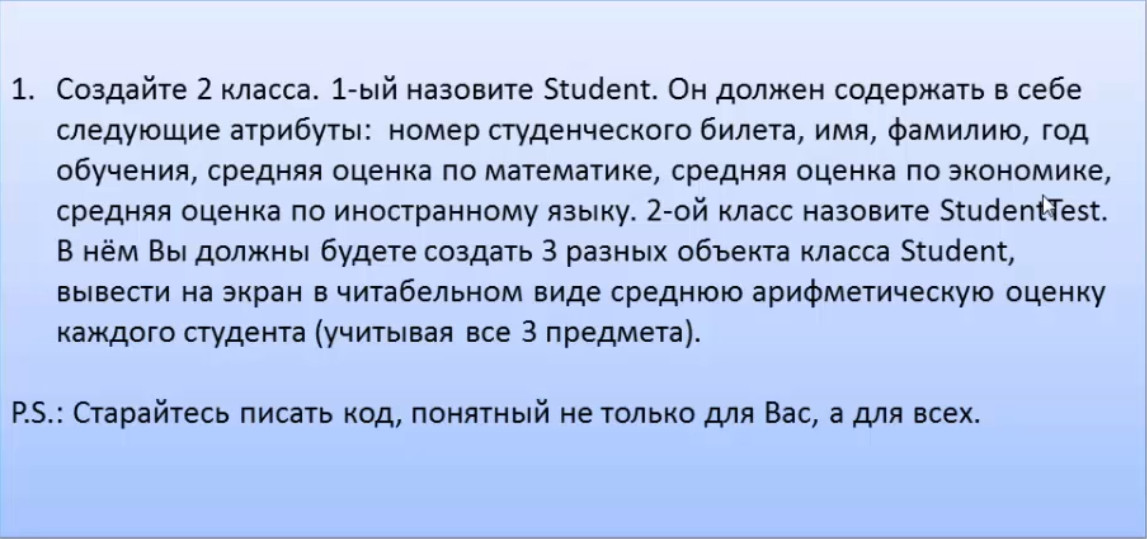 1. Создайте 2 класса. 1-ый назовите Student. Он должен содержать в себе
следующие атрибуты: номер студенческого билета, имя, фамилию, год
обучения, средняя оценка по математике, средняя оценка по экономике,
средняя оценка по иностранному языку. 2-ой класс назовите StudentTest.
В нём Вы должны будете создать 3 разных объекта класса Student,
вывести на экран в читабельном виде среднюю арифметическую оценку
каждого студента (учитывая все 3 предмета).
P.S.: Старайтесь писать код, понятный не только для Вас, а для всех.